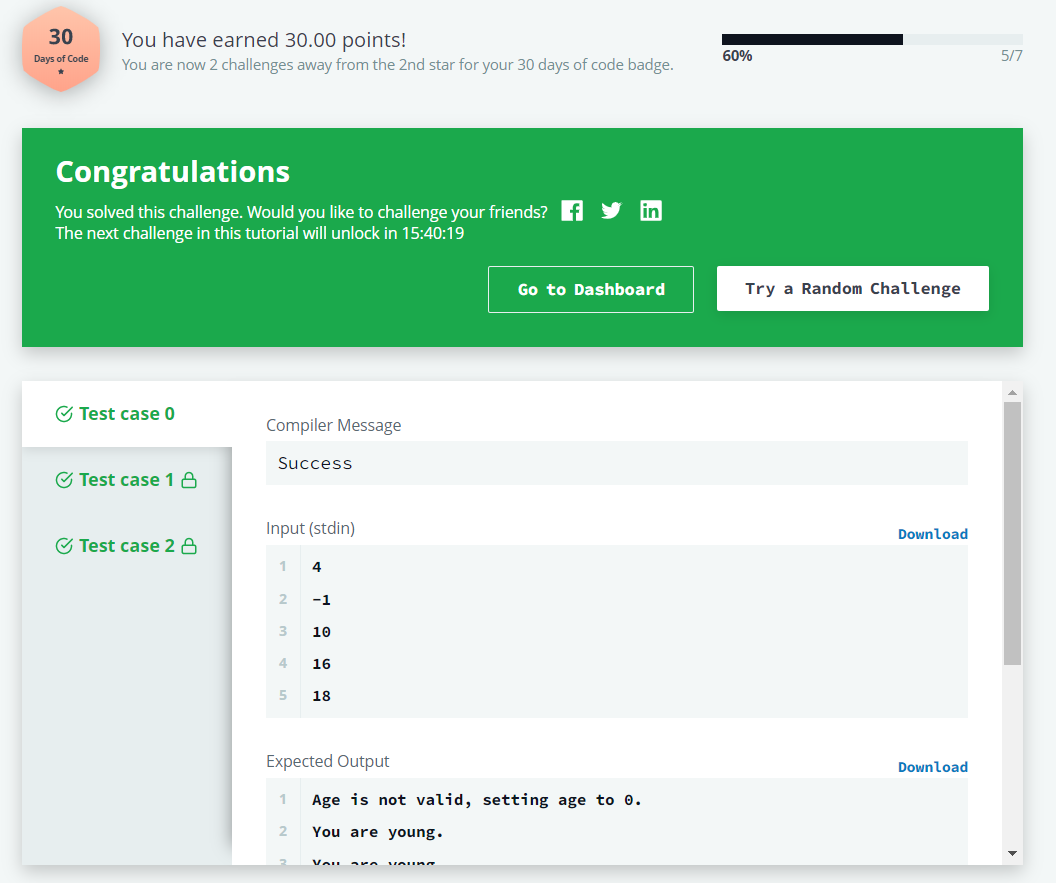 30
Days of Code
You have earned 30.00 points!
You are now 2 challenges away from the 2nd star for your 30 days of code badge.
60%
5/7
Congratulations
You solved this challenge. Would you like to challenge your friends?
The next challenge in this tutorial will unlock in 15:40:19
Go to Dashboard
Try a Random Challenge
Test case 0
Test case 1
Test case 2
Compiler Message
Success
Input (stdin)
Download
1 4
2 -1
3 10
4 16
5 18
Expected Output
Download
1 Age is not valid, setting age to 0.
2 You are young.
3 You are young.